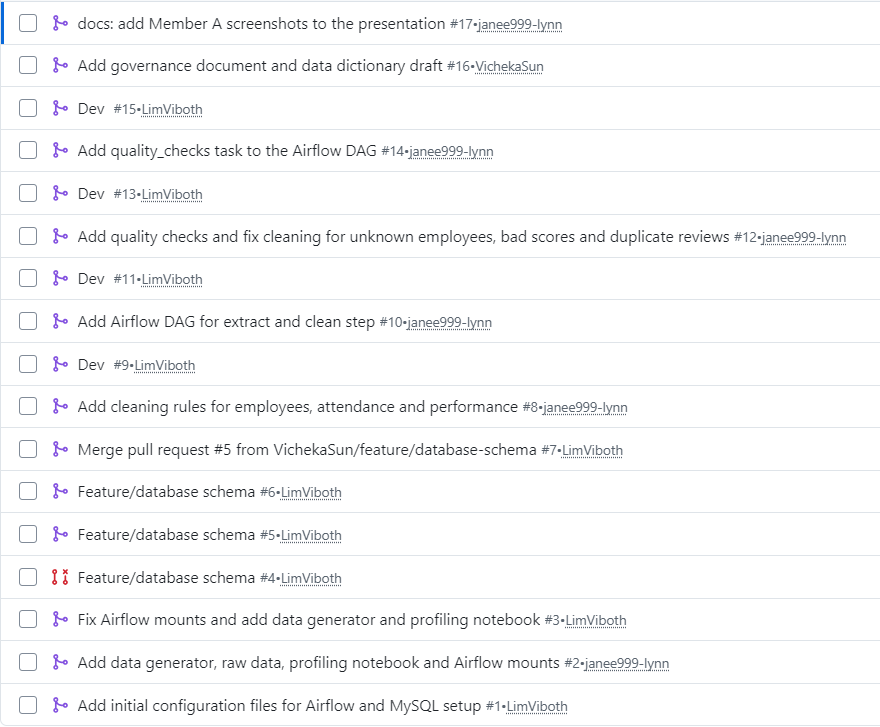 docs: add Member A screenshots to the presentation #17•janee999-lynn
Add governance document and data dictionary draft #16•VichekaSun
Dev #15•LimViboth
Add quality_checks task to the Airflow DAG #14•janee999-lynn
Dev #13•LimViboth
Add quality checks and fix cleaning for unknown employees, bad scores and duplicate reviews #12•janee999-lynn
Dev #11•LimViboth
Add Airflow DAG for extract and clean step #10•janee999-lynn
Dev #9•LimViboth
Add cleaning rules for employees, attendance and performance #8•janee999-lynn
Merge pull request #5 from VichekaSun/feature/database-schema #7•LimViboth
Feature/database schema #6•LimViboth
Feature/database schema #5•LimViboth
Feature/database schema #4•LimViboth
Fix Airflow mounts and add data generator and profiling notebook #3•LimViboth
Add data generator, raw data, profiling notebook and Airflow mounts #2•janee999-lynn
Add initial configuration files for Airflow and MySQL setup #1•LimViboth